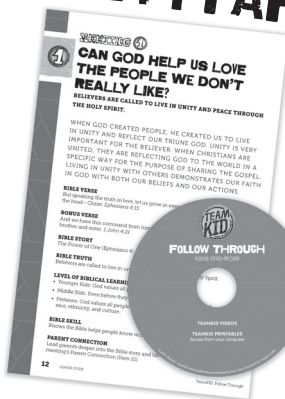 4
CAN GOD HELP US LOVE
THE PEOPLE WE DON'T
REALLY LIKE?
BELIEVERS ARE CALLED TO LIVE IN UNITY AND PEACE THROUGH
THE HOLY SPIRIT.
WHEN GOD CREATED PEOPLE, HE CREATED US TO LIVE
IN UNITY AND REFLECT OUR TRIUNE GOD. UNITY IS VERY
IMPORTANT FOR THE BELIEVER. WHEN CHRISTIANS ARE
UNITED, THEY ARE REFLECTING GOD TO THE WORLD IN A
SPECIFIC WAY FOR THE PURPOSE OF SHARING THE GOSPEL.
LIVING IN UNITY WITH OTHERS DEMONSTRATES OUR FAITH
IN GOD WITH BOTH OUR BELIEFS AND OUR ACTIONS.
BIBLE VERSE
But speaking the truth in love, let us grow in every
the head—Christ. Ephesians 4:15
BONUS VERSE
And we have this command from
brother and sister. 1 John 4:21
BIBLE STORY
The Power of One (Ephesians 4
BIBLE TRUTH
Believers are called to live in
Spirit.
LEVEL OF BIBLICAL LEARNING
• Younger Kids: God values all
• Middle Kids: Even before
• Preteens: God values all people
race, ethnicity, and culture.
BIBLE SKILL
Knows the Bible helps people know
PARENT CONNECTION
Lead parents deeper into the Bible story and
meeting's Parent Connection (Item 12).
12
LEADER GUIDE
TeamKID: Follow Through
TEAM
KID
FOLLOW THROUGH
KIDS DVD-ROM
TEAMKID VIDEOS
TEAMKID PRINTABLES
Access from your computer